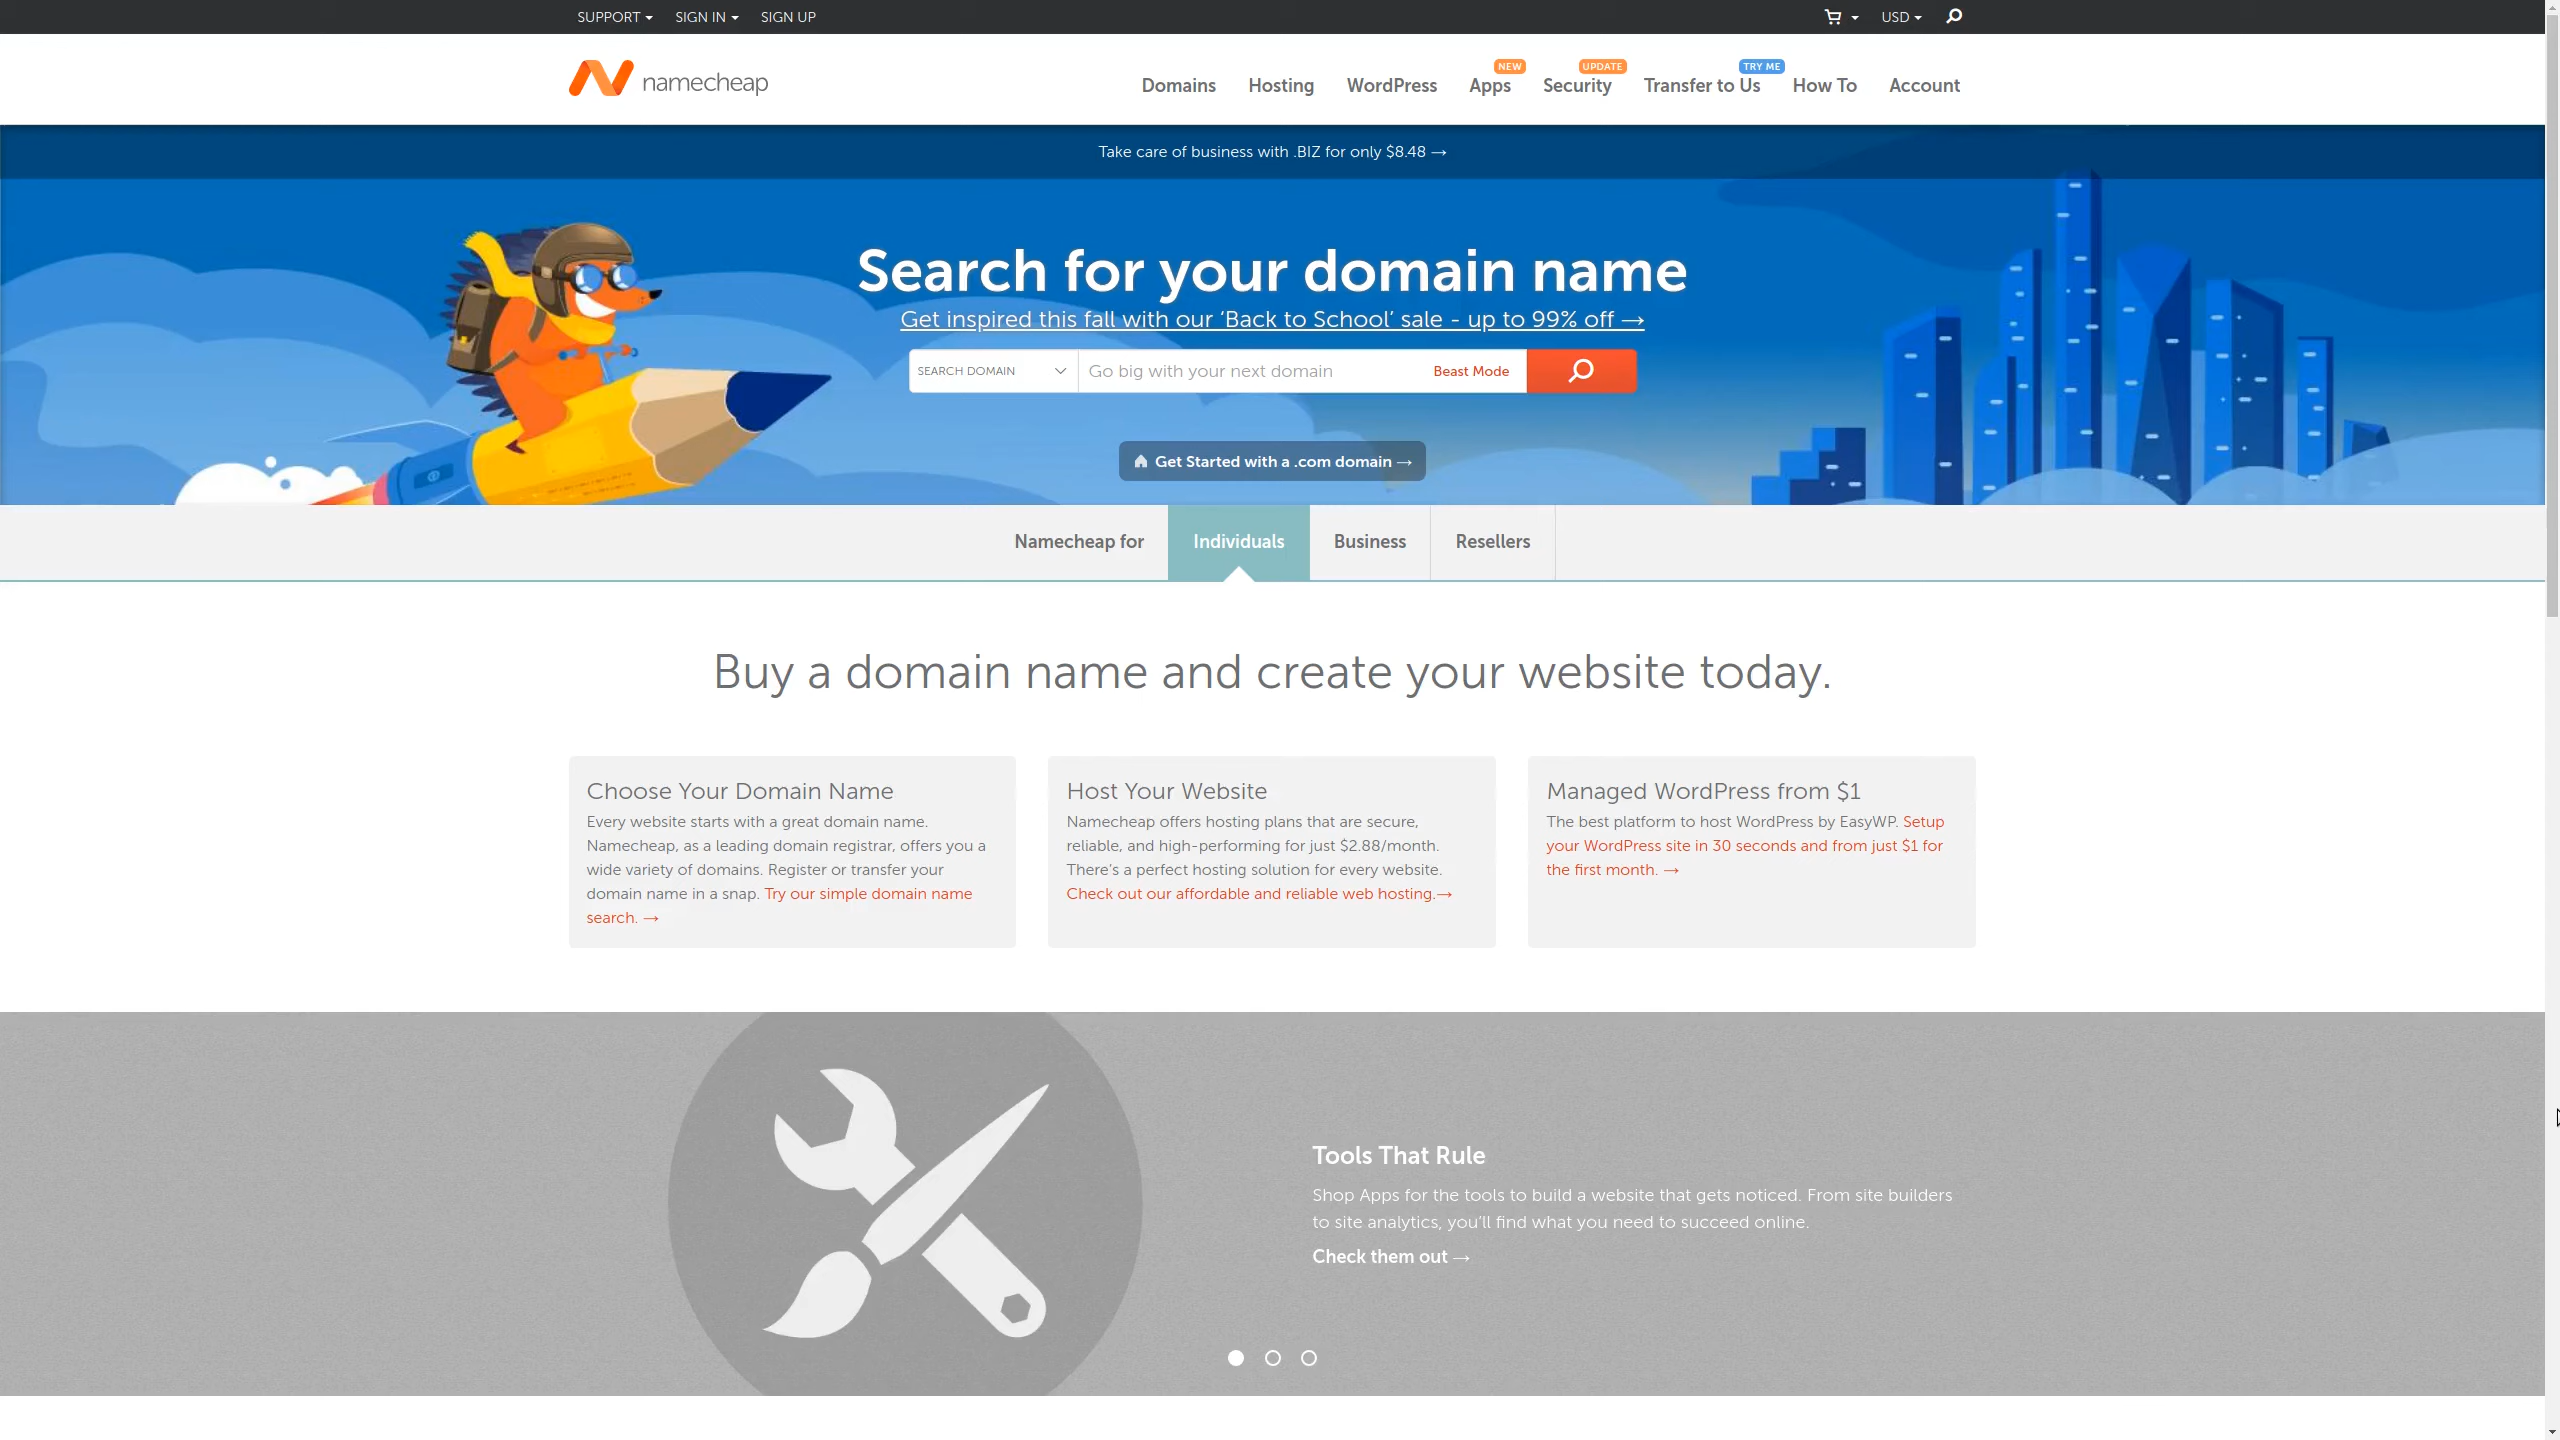 SUPPORT SIGN IN SIGN UP USD
namecheap
NEW UPDATE TRY ME
Domains Hosting WordPress Apps Security Transfer to Us How To Account
Take care of business with .BIZ for only $8.48 →
Search for your domain name
Get inspired this fall with our ‘Back to School’ sale - up to 99% off →
SEARCH DOMAIN Go big with your next domain Beast Mode
Get Started with a .com domain →
Namecheap for Individuals Business Resellers
Buy a domain name and create your website today.
Choose Your Domain Name
Every website starts with a great domain name.
Namecheap, as a leading domain registrar, offers you a
wide variety of domains. Register or transfer your
domain name in a snap. Try our simple domain name
search. →
Host Your Website
Namecheap offers hosting plans that are secure,
reliable, and high-performing for just $2.88/month.
There’s a perfect hosting solution for every website.
Check out our affordable and reliable web hosting.→
Managed WordPress from $1
The best platform to host WordPress by EasyWP. Setup
your WordPress site in 30 seconds and from just $1 for
the first month. →
Tools That Rule
Shop Apps for the tools to build a website that gets noticed. From site builders
to site analytics, you’ll find what you need to succeed online.
Check them out →